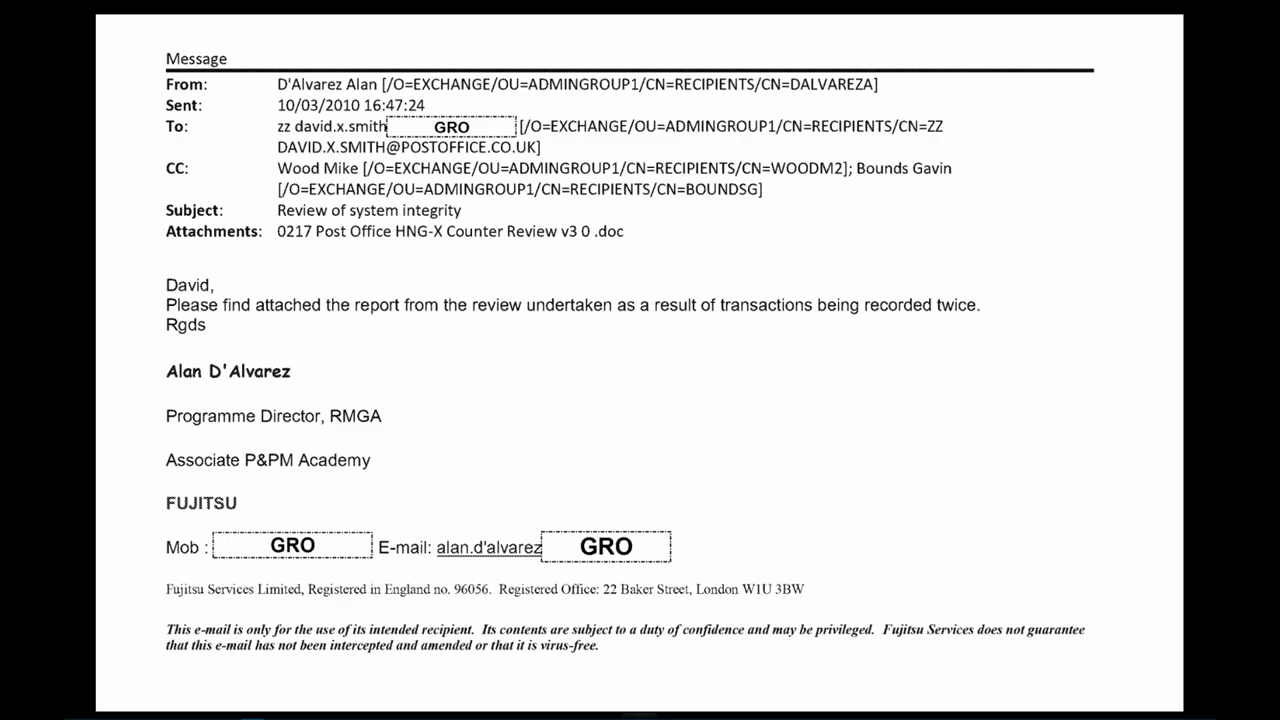 Message
From: D'Alvarez Alan [/O=EXCHANGE/OU=ADMINGROUP1/CN=RECIPIENTS/CN=DALVAREZA]
Sent: 10/03/2010 16:47:24
To: zz david.x.smith GRO [/O=EXCHANGE/OU=ADMINGROUP1/CN=RECIPIENTS/CN=ZZ
DAVID.X.SMITH@POSTOFFICE.CO.UK]
CC: Wood Mike [/O=EXCHANGE/OU=ADMINGROUP1/CN=RECIPIENTS/CN=WOODM2]; Bounds Gavin
[/O=EXCHANGE/OU=ADMINGROUP1/CN=RECIPIENTS/CN=BOUNDSG]
Subject: Review of system integrity
Attachments: 0217 Post Office HNG-X Counter Review v3 0 .doc
David,
Please find attached the report from the review undertaken as a result of transactions being recorded twice.
Rgds
Alan D'Alvarez
Programme Director, RMGA
Associate P&PM Academy
FUJITSU
Mob : GRO E-mail: alan.d'alvarez GRO
Fujitsu Services Limited, Registered in England no. 96056. Registered Office: 22 Baker Street, London W1U 3BW
This e-mail is only for the use of its intended recipient. Its contents are subject to a duty of confidence and may be privileged. Fujitsu Services does not guarantee
that this e-mail has not been intercepted and amended or that it is virus-free.